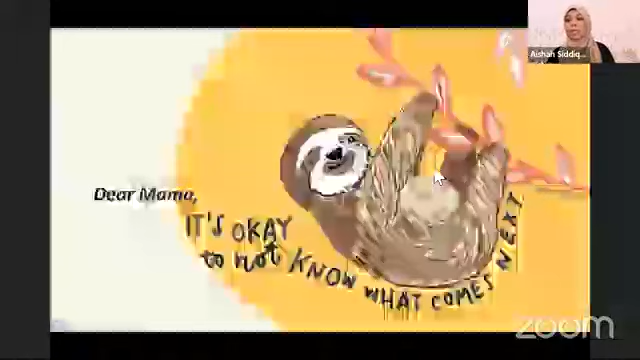 Aishah Siddiq...
Dear Mama,
IT'S OKAY
to not KNOW WHAT COMES NEXT
zoom